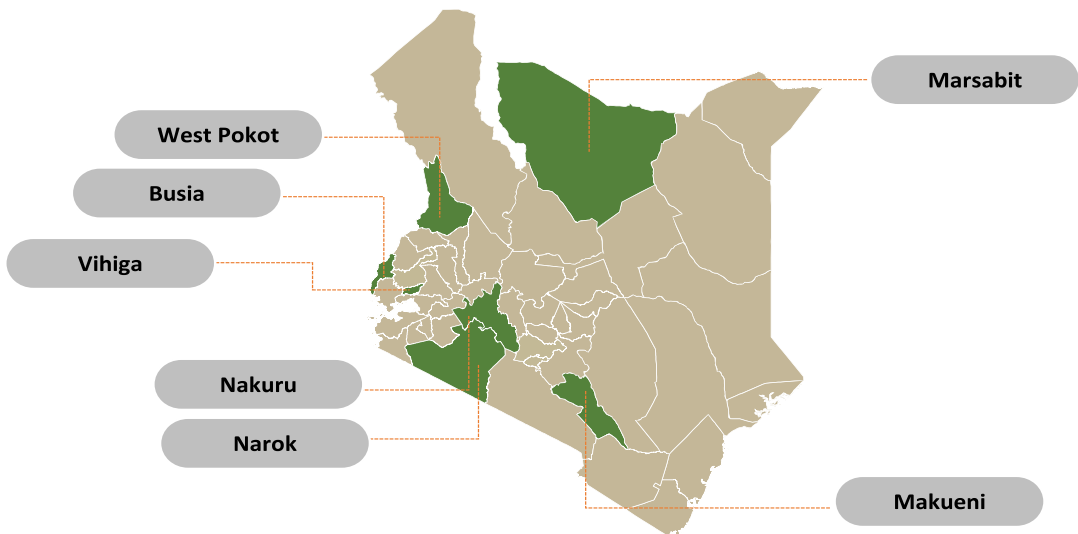 Marsabit
West Pokot
Busia
Vihiga
Nakuru
Narok
Makueni